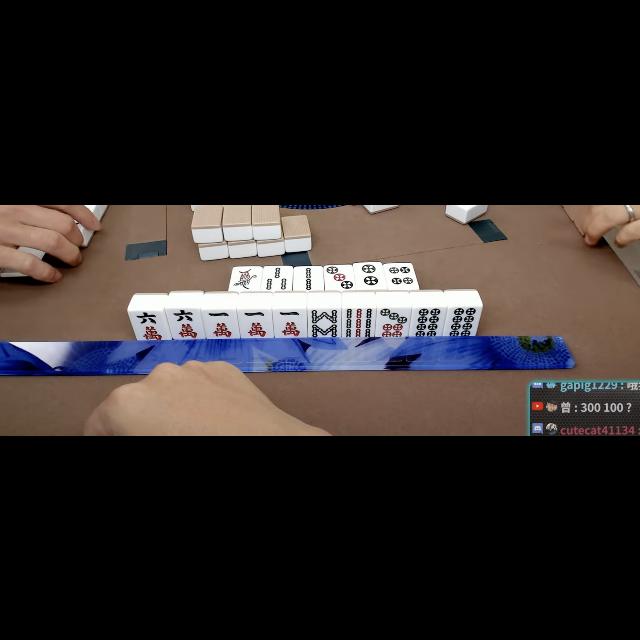 六 六 一 一 一
萬 萬 萬 萬 萬
gapig1229 :
曾 : 300 100 ?
cutecat41134 :